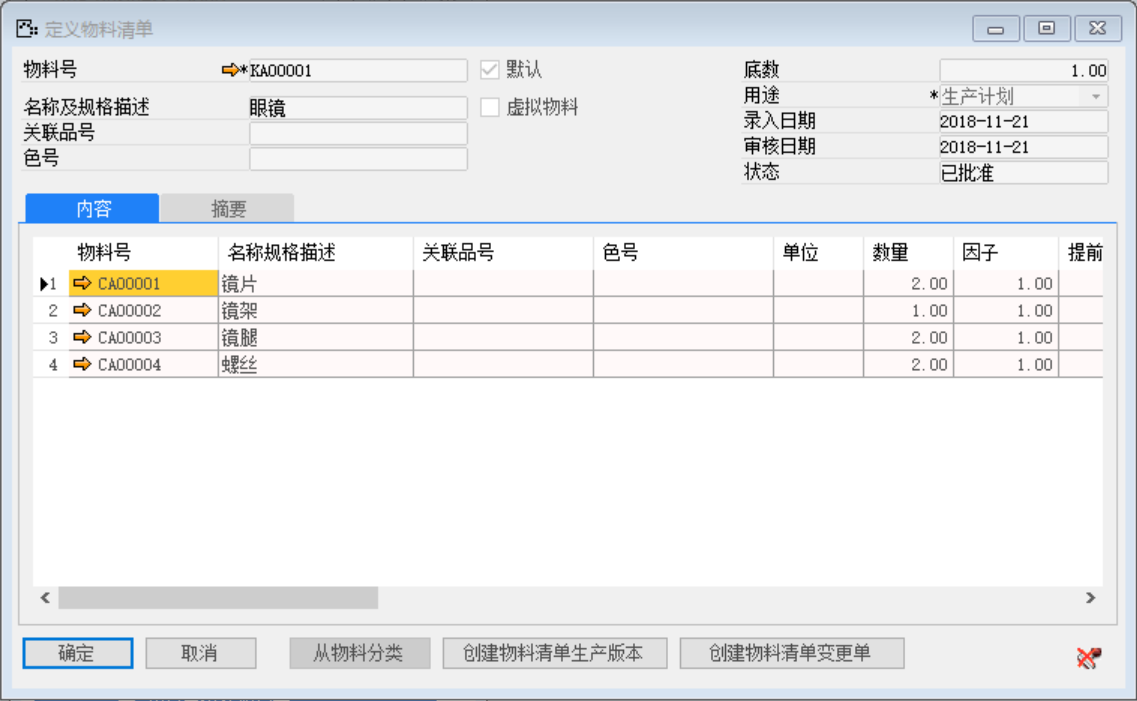 定义物料清单
物料号 *KA00001 默认 底数 1.00
名称及规格描述 眼镜 虚拟物料 用途 *生产计划
关联品号 录入日期 2018-11-21
色号 审核日期 2018-11-21
状态 已批准
内容 摘要
物料号 名称规格描述 关联品号 色号 单位 数量 因子 提前
1 CA00001 镜片 2.00 1.00
2 CA00002 镜架 1.00 1.00
3 CA00003 镜腿 2.00 1.00
4 CA00004 螺丝 2.00 1.00
确定 取消 从物料分类 创建物料清单生产版本 创建物料清单变更单